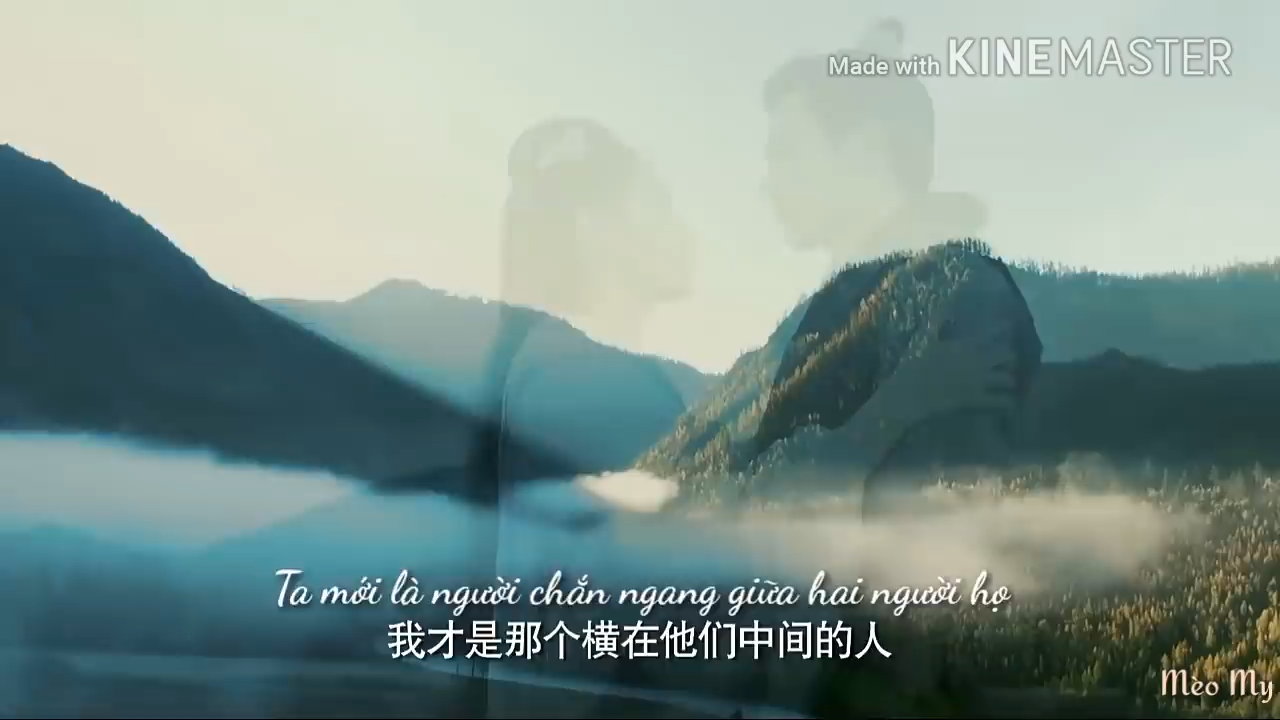 Made with KINEMASTER
Ta mới là người chắn ngang giữa hai người họ
我才是那个横在他们中间的人
Mèo My